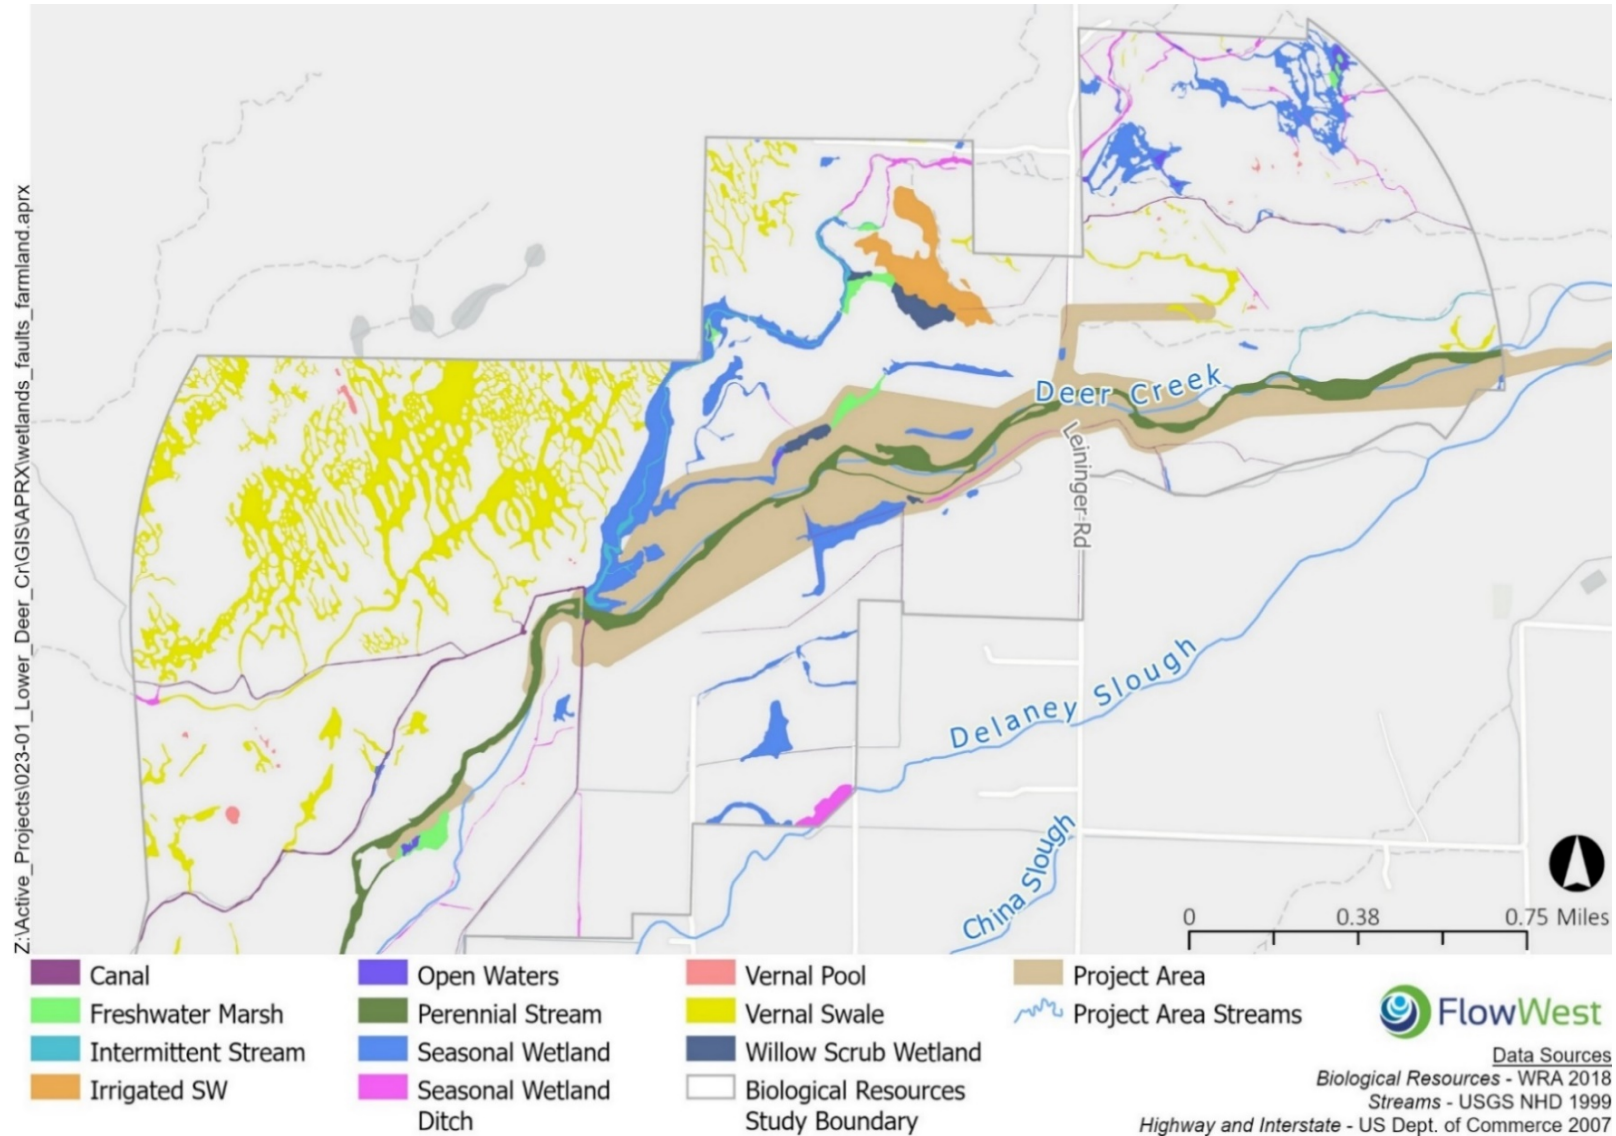 Z:\Active_Projects\023-01_Lower_Deer_Cr\GIS\APRX\wetlands_faults_farmland.aprx
Deer Creek
Leininger Rd
Delaney Slough
China Slough
0 0.38 0.75 Miles
Canal
Freshwater Marsh
Intermittent Stream
Irrigated SW
Open Waters
Perennial Stream
Seasonal Wetland
Seasonal Wetland
Ditch
Vernal Pool
Vernal Swale
Willow Scrub Wetland
Biological Resources
Study Boundary
Project Area
Project Area Streams
FlowWest
Data Sources
Biological Resources - WRA 2018
Streams - USGS NHD 1999
Highway and Interstate - US Dept. of Commerce 2007